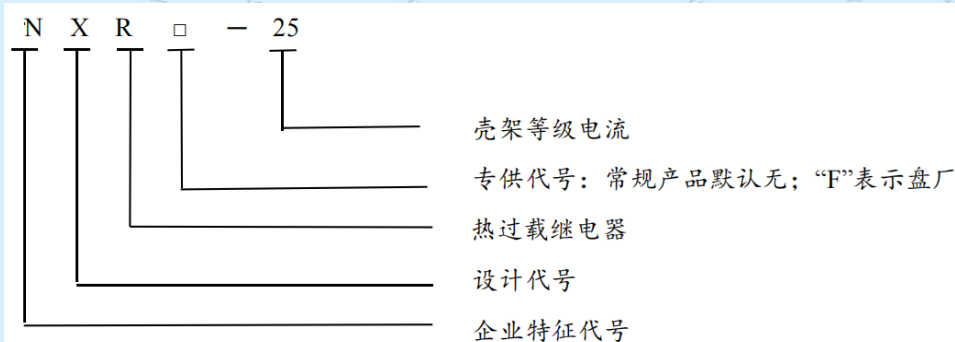 N X R □ － 25
壳架等级电流
专供代号：常规产品默认无；“F”表示盘厂
热过载继电器
设计代号
企业特征代号